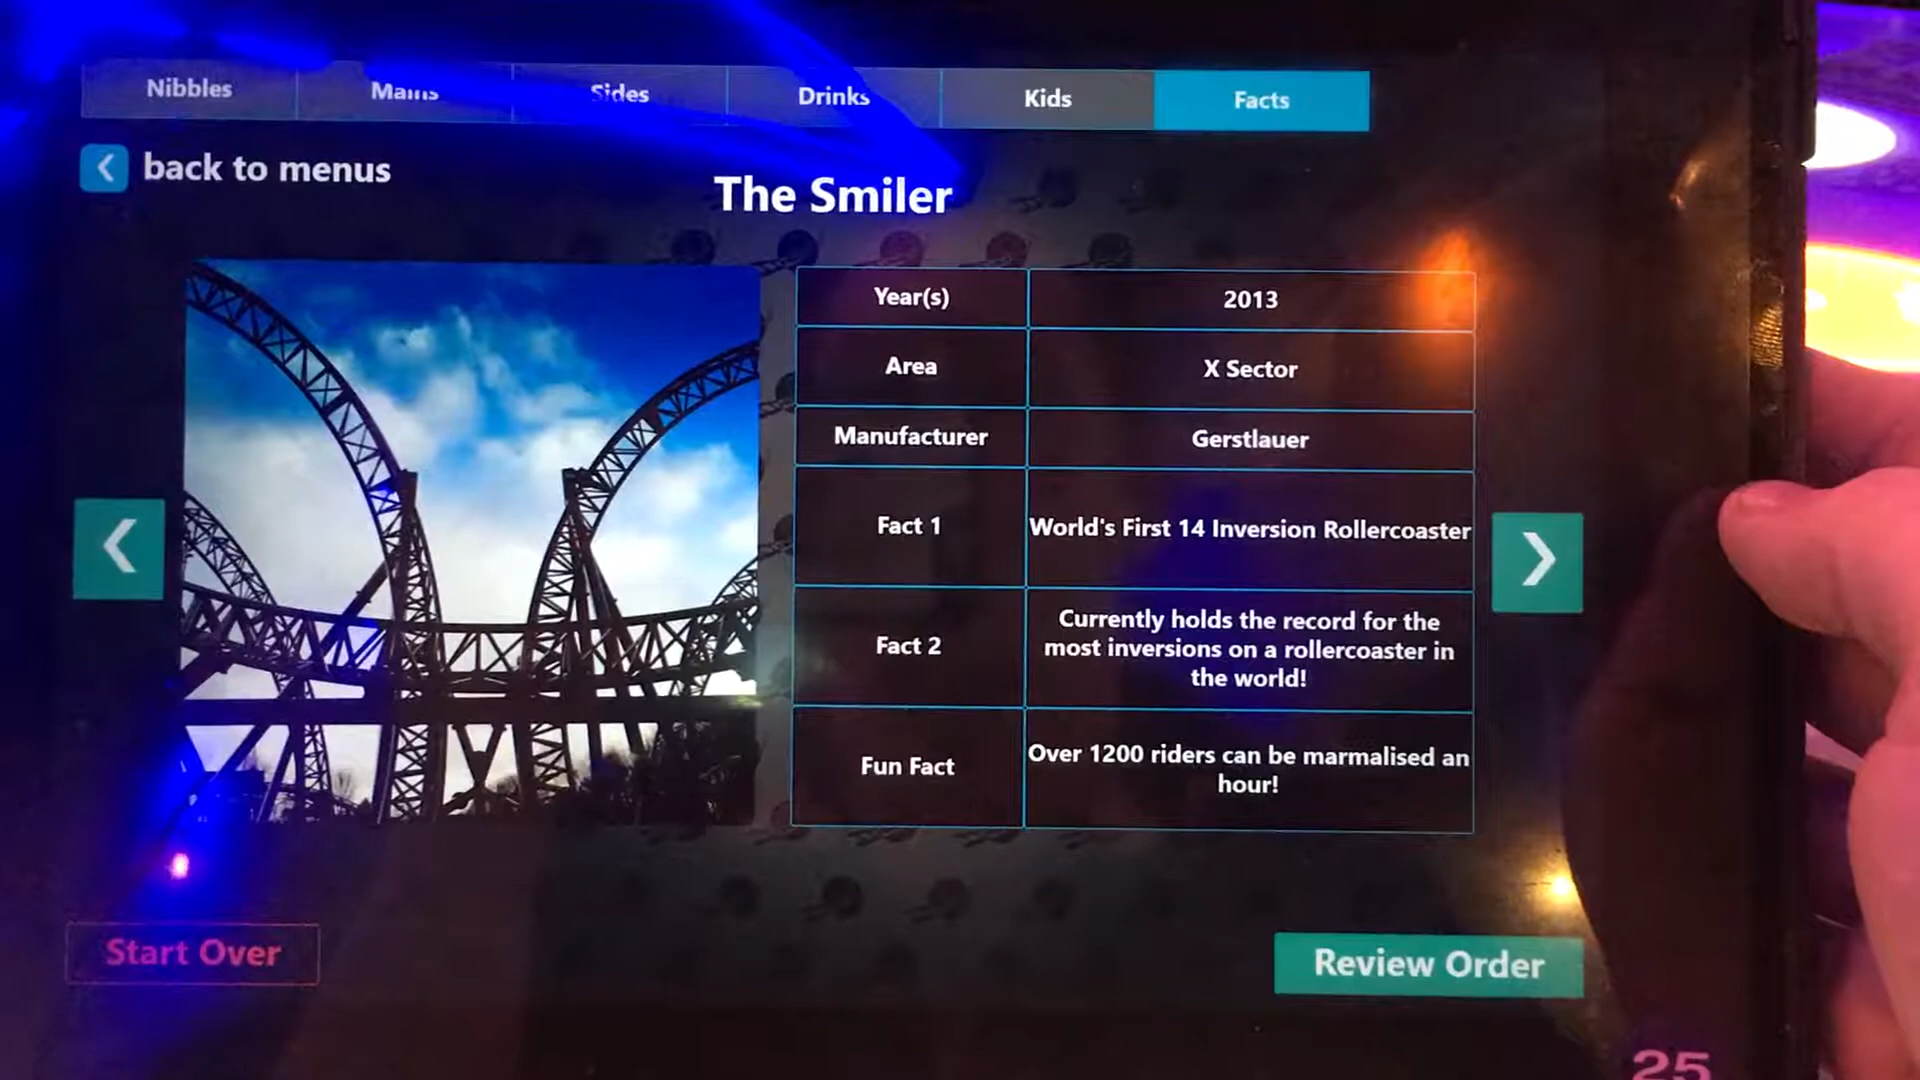 Nibbles
Mains
Sides
Drinks
Kids
Facts
back to menus
The Smiler
Year(s)
2013
Area
X Sector
Manufacturer
Gerstlauer
Fact 1
World's First 14 Inversion Rollercoaster
Fact 2
Currently holds the record for the
most inversions on a rollercoaster in
the world!
Fun Fact
Over 1200 riders can be marmalised an
hour!
Start Over
Review Order
25